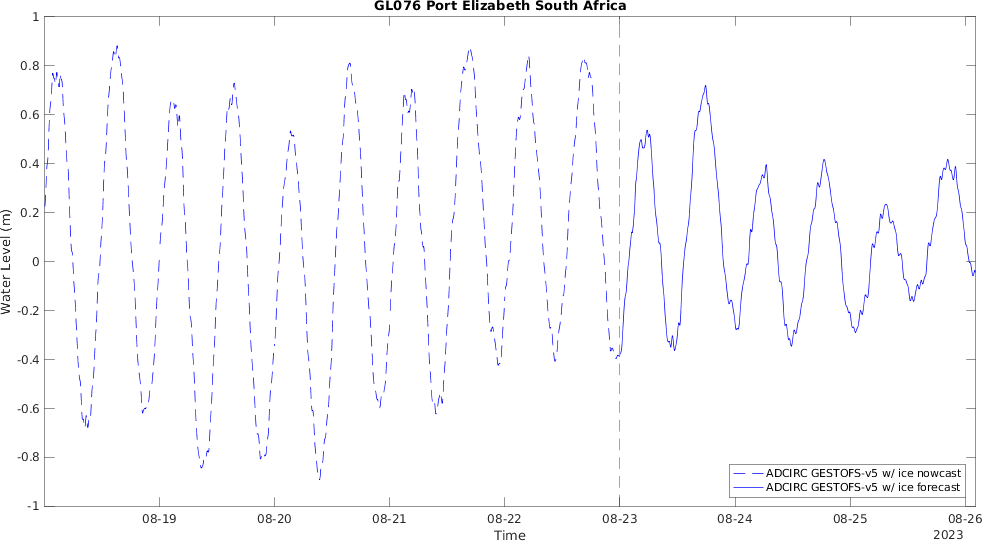 GL076 Port Elizabeth South Africa
1
0.8
0.6
0.4
0.2
0
-0.2
-0.4
-0.6
-0.8
-1
Water Level (m)
ADCIRC GESTOFS-v5 w/ ice nowcast
ADCIRC GESTOFS-v5 w/ ice forecast
08-19 08-20 08-21 08-22 08-23 08-24 08-25 08-26
Time
2023